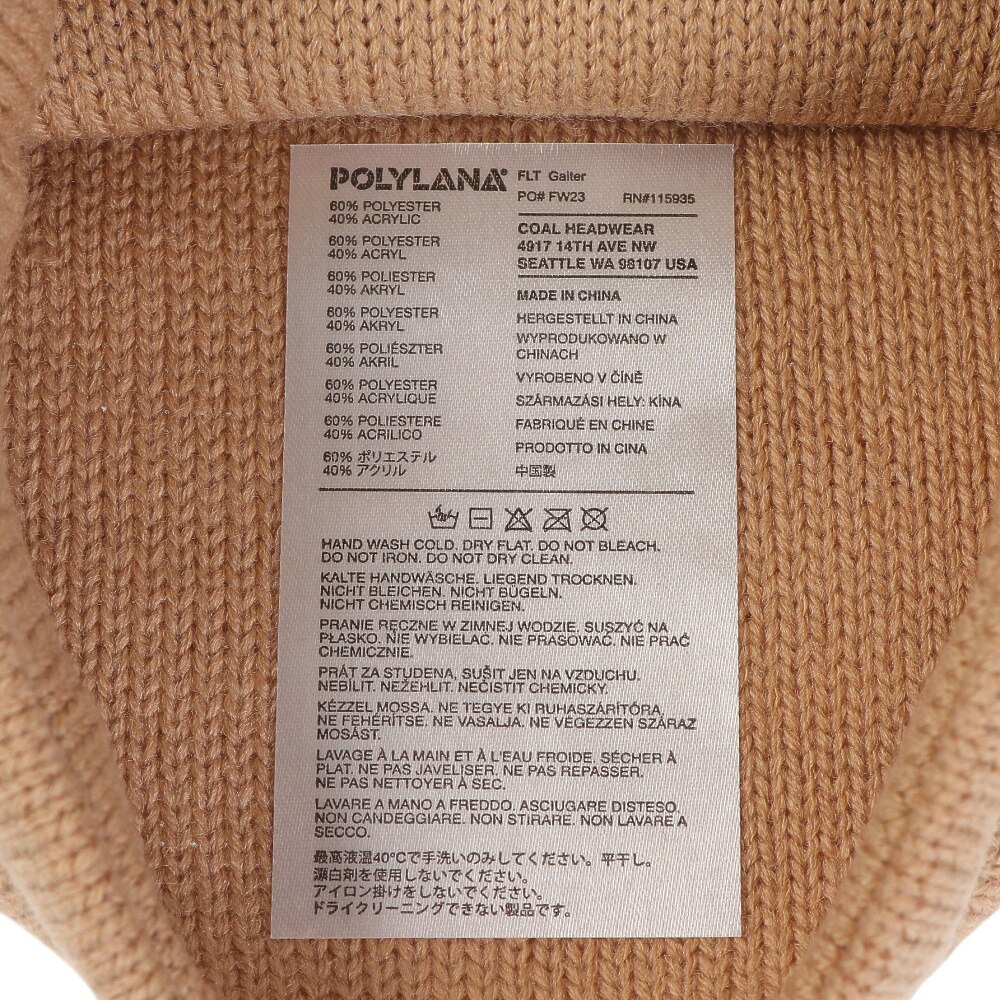 POLYLANA
60% POLYESTER
40% ACRYLIC
60% POLYESTER
40% ACRYL
60% POLIESTER
40% AKRYL
60% POLYESTER
40% AKRYL
60% POLIÉSZTER
40% AKRIL
60% POLYESTER
40% ACRYLIQUE
60% POLIESTERE
40% ACRILICO
60% ポリエステル
40% アクリル
FLT Gaiter
PO# FW23 RN#115935
COAL HEADWEAR
4917 14TH AVE NW
SEATTLE WA 98107 USA
MADE IN CHINA
HERGESTELLT IN CHINA
WYPRODUKOWANO W
CHINACH
VYROBENO V ČÍNĚ
SZÁRMAZÁSI HELY: KÍNA
FABRIQUÉ EN CHINE
PRODOTTO IN CINA
中国製
HAND WASH COLD. DRY FLAT. DO NOT BLEACH.
DO NOT IRON. DO NOT DRY CLEAN.
KALTE HANDWÄSCHE. LIEGEND TROCKNEN.
NICHT BLEICHEN. NICHT BÜGELN.
NICHT CHEMISCH REINIGEN.
PRANIE RĘCZNE W ZIMNEJ WODZIE. SUSZYĆ NA
PŁASKO. NIE WYBIELAĆ. NIE PRASOWAĆ. NIE PRAĆ
CHEMICZNIE.
PRÁT ZA STUDENA, SUŠIT JEN NA VZDUCHU.
NEBÍLIT. NEŽEHLIT. NEČISTIT CHEMICKY.
KÉZZEL MOSSA. NE TEGYE KI RUHASZÁRÍTÓRA,
NE FEHÉRÍTSE. NE VASALJA. NE VÉGEZZEN SZÁRAZ
MOSÁST.
LAVAGE À LA MAIN ET À L'EAU FROIDE. SÉCHER À
PLAT. NE PAS JAVELISER. NE PAS REPASSER.
NE PAS NETTOYER À SEC.
LAVARE A MANO A FREDDO. ASCIUGARE DISTESO.
NON CANDEGGIARE. NON STIRARE. NON LAVARE A
SECCO.
最高液温40°Cで手洗いのみしてください。平干し。
漂白剤を使用しないでください。
アイロン掛けをしないでください。
ドライクリーニングできない製品です。